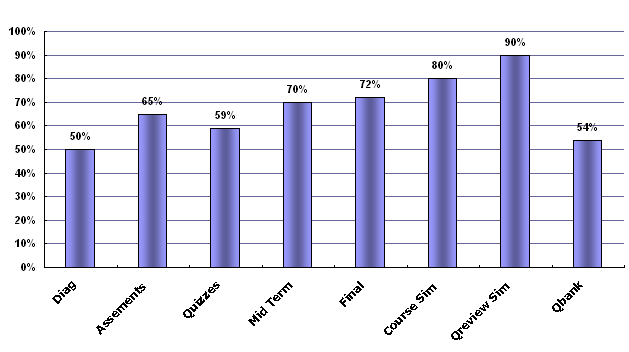 100%
90%
80%
70%
60%
50%
40%
30%
20%
10%
0%
50%
65%
59%
70%
72%
80%
90%
54%
Diag
Assements
Quizzes
Mid Term
Final
Course Sim
Qreview Sim
Qbank